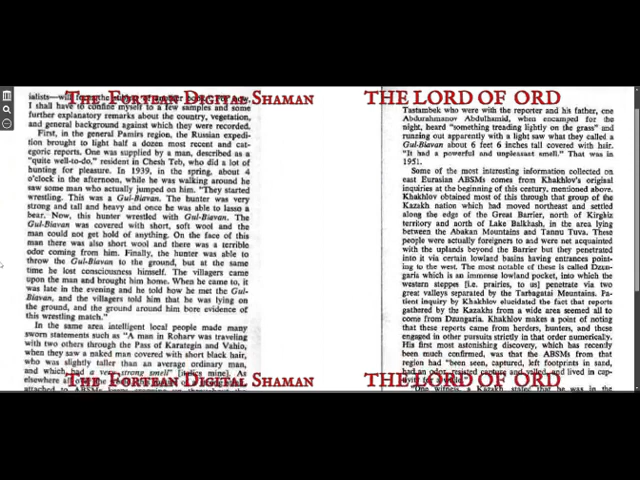 THE FORTEAN DIGITAL SHAMAN
I shall have to confine myself to a few samples and some
further explanatory remarks about the country, vegetation,
and general background against which they were recorded.
First, in the general Pamirs region, the Russian expedi-
tion brought to light half a dozen most recent and cat-
egoric reports. One was supplied by a man, described as
"quite well-to-do," resident in Chesh Teb, who did a lot of
hunting for pleasure. In 1939, in the spring, about 4
o'clock in the afternoon, while he was walking around he
saw some man who actually jumped on him. "They started
wrestling. This was a Gul-Biavan. The hunter was very
strong and tall and heavy and once he was able to lasso a
bear. Now, this hunter wrestled with Gul-Biavan. The
Gul-Biavan was covered with short, soft wool and the
man could not get hold of anything. On the face of this
man there was also short wool and there was a terrible
odor coming from him. Finally, the hunter was able to
throw the Gul-Biavan to the ground, but at the same
time he lost consciousness himself. The villagers came
upon the man and brought him home. When he came to, it
was late in the evening and he told how he met the Gul-
Biavan, and the villagers told him that he was lying on
the ground, and the ground around him bore evidence of
this wrestling match."
In the same area intelligent local people made many
sworn statements such as "A man in Rohary was traveling
with two others through the Pass of Karategin and Vahio,
when they saw a naked man covered with short black hair,
who was slightly taller than an average ordinary man,
and which had a very strong smell" [italics mine]. As
THE FORTEAN DIGITAL SHAMAN
THE LORD OF ORD
Tastambek who were with the reporter and his father, one
Abdurahmanov Abdulhamid, when encamped for the
night, heard "something treading lightly on the grass" and
running out apparently with a light saw what they called a
Gul-Biavan about 6 feet 6 inches tall covered with hair.
"It had a powerful and unpleasant smell." That was in
1951.
Some of the most interesting information collected on
east Eurasian ABSMs comes from Khakhlov's original
inquiries at the beginning of this century, mentioned above.
Khakhlov obtained most of this through that group of the
Kazakh nation which had moved northeast and settled
along the edges of the Great Barrier, north of Kirghiz
territory and north of Lake Balkhash, in the area lying
between the Abakan Mountains and Tannu Tuva. These
people were actually foreigners to and were not acquainted
with the uplands beyond the Barrier but they penetrated
into it via certain lowland basins having entrances point-
ing to the west. The most notable of these is called Dzun-
garia which is an immense lowland pocket, into which the
western steppes [i.e. prairies, to us] penetrate via two
great valleys separated by the Tarbagatai Mountains. Pa-
tient inquiry by Khakhlov elucidated the fact that reports
gathered by the Kazakhs from a wide area seemed all to
come from Dzungaria. Khakhlov makes a point of noting
that these reports came from herders, hunters, and these
engaged in other pursuits strictly in that order numerically.
His first most astonishing discovery, which has recently
been much confirmed, was that the ABSMs from that
region had "been seen, captured, left footprints in sand,
had an odor, resisted capture and yelled, and lived in cap-
THE LORD OF ORD